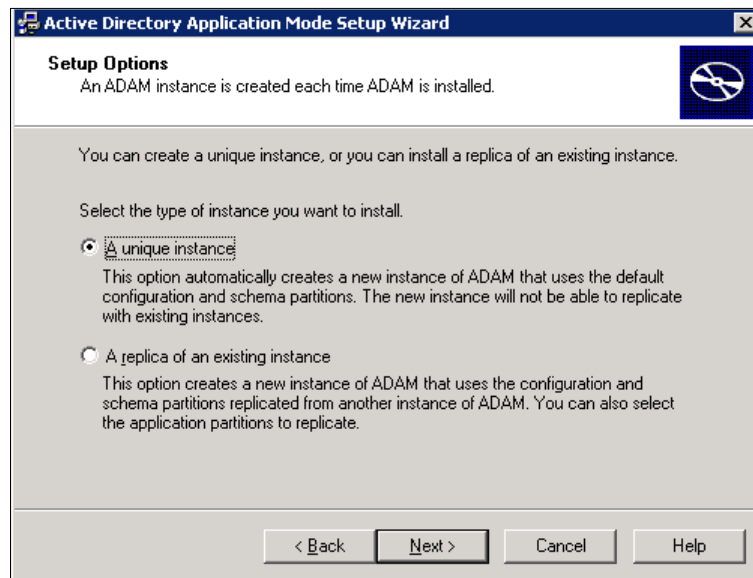 Active Directory Application Mode Setup Wizard
Setup Options
An ADAM instance is created each time ADAM is installed.
You can create a unique instance, or you can install a replica of an existing instance.
Select the type of instance you want to install.
A unique instance
This option automatically creates a new instance of ADAM that uses the default
configuration and schema partitions. The new instance will not be able to replicate
with existing instances.
A replica of an existing instance
This option creates a new instance of ADAM that uses the configuration and
schema partitions replicated from another instance of ADAM. You can also select
the application partitions to replicate.
< Back Next > Cancel Help